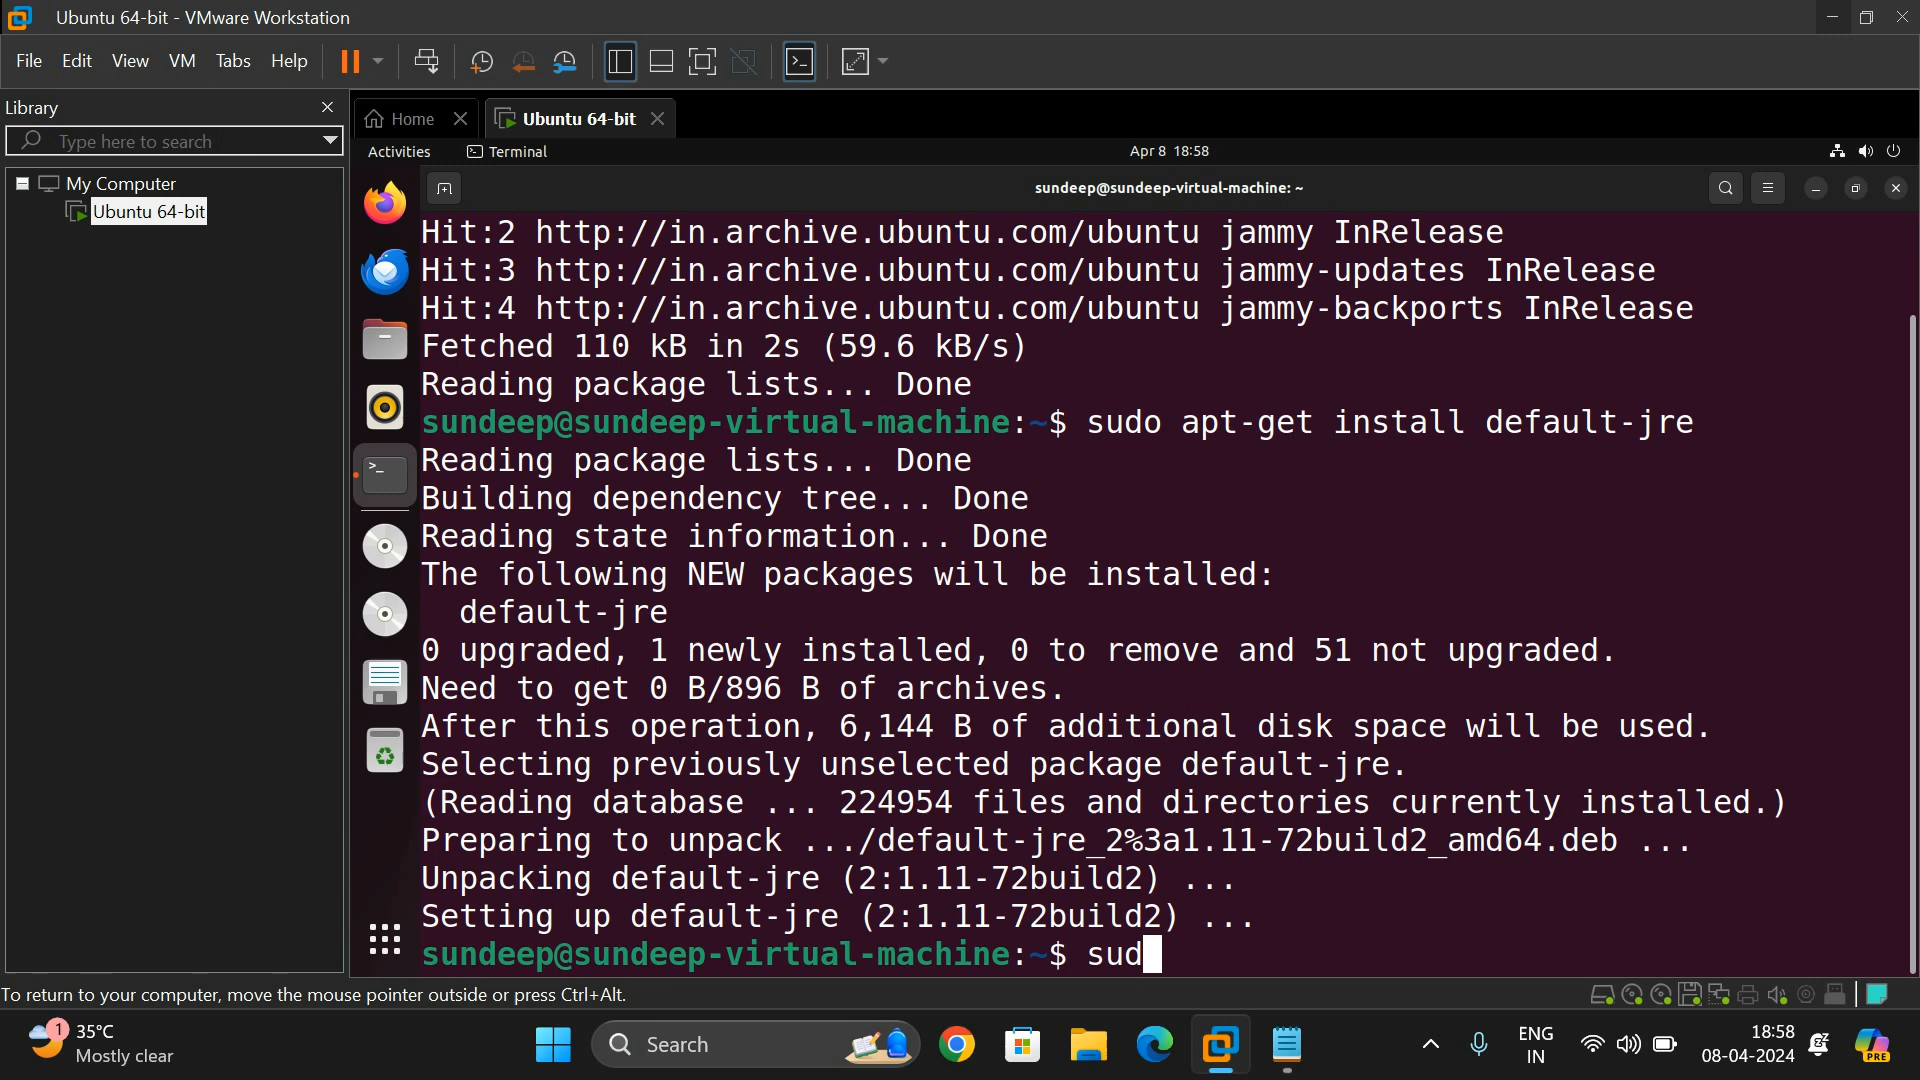 Ubuntu 64-bit - VMware Workstation
File Edit View VM Tabs Help
Library
Type here to search
My Computer
Ubuntu 64-bit
Home
Ubuntu 64-bit
Activities
Terminal
Apr 8 18:58
sundeep@sundeep-virtual-machine: ~
Hit:2 http://in.archive.ubuntu.com/ubuntu jammy InRelease
Hit:3 http://in.archive.ubuntu.com/ubuntu jammy-updates InRelease
Hit:4 http://in.archive.ubuntu.com/ubuntu jammy-backports InRelease
Fetched 110 kB in 2s (59.6 kB/s)
Reading package lists... Done
sundeep@sundeep-virtual-machine:~$ sudo apt-get install default-jre
Reading package lists... Done
Building dependency tree... Done
Reading state information... Done
The following NEW packages will be installed:
  default-jre
0 upgraded, 1 newly installed, 0 to remove and 51 not upgraded.
Need to get 0 B/896 B of archives.
After this operation, 6,144 B of additional disk space will be used.
Selecting previously unselected package default-jre.
(Reading database ... 224954 files and directories currently installed.)
Preparing to unpack .../default-jre_2%3a1.11-72build2_amd64.deb ...
Unpacking default-jre (2:1.11-72build2) ...
Setting up default-jre (2:1.11-72build2) ...
sundeep@sundeep-virtual-machine:~$ sud
To return to your computer, move the mouse pointer outside or press Ctrl+Alt.
1
35°C
Mostly clear
Search
ENG
IN
18:58
08-04-2024
PRE